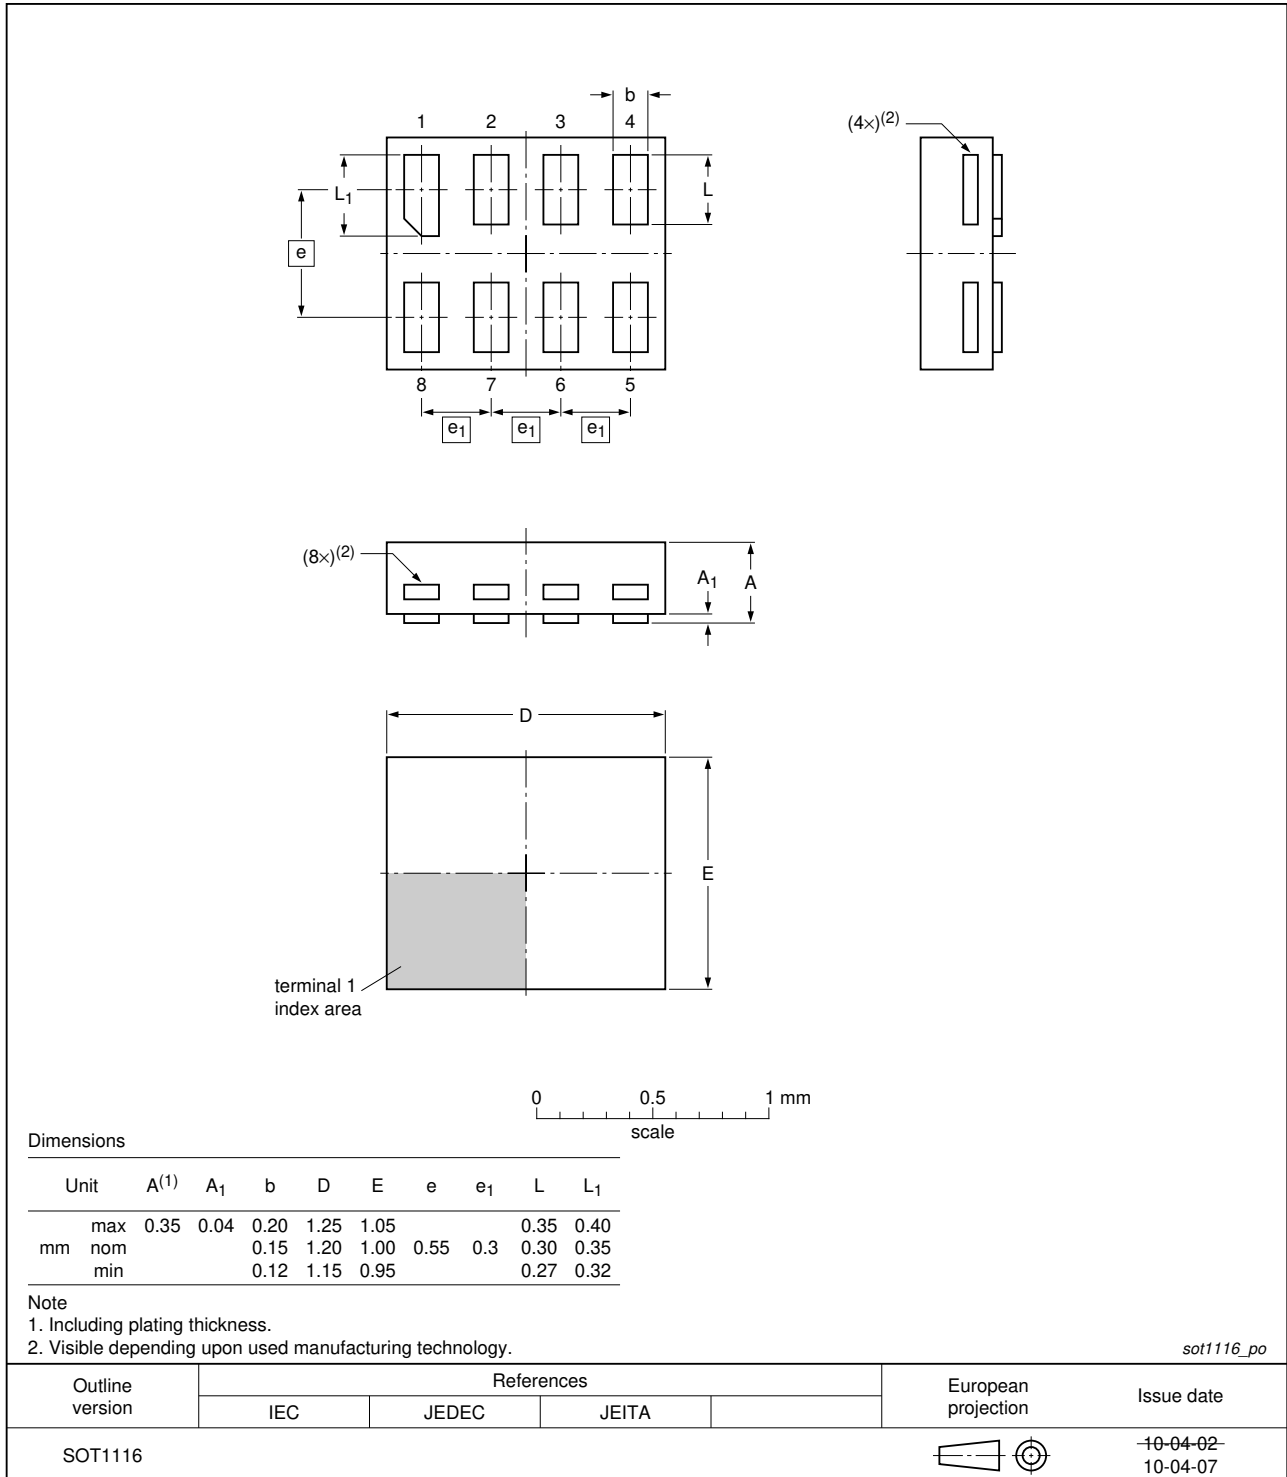 b
1 2 3 4
(4×)(2)
L1
L
e
8 7 6 5
e1 e1 e1
(8×)(2)
A1 A
D
E
terminal 1
index area
0 0.5 1 mm
scale
Dimensions
Unit A(1) A1 b D E e e1 L L1
max 0.35 0.04 0.20 1.25 1.05 0.35 0.40
mm nom 0.15 1.20 1.00 0.55 0.3 0.30 0.35
min 0.12 1.15 0.95 0.27 0.32
Note
1. Including plating thickness.
2. Visible depending upon used manufacturing technology.
sot1116_po
Outline
version
References
IEC JEDEC JEITA
European
projection
Issue date
SOT1116
10-04-02
10-04-07